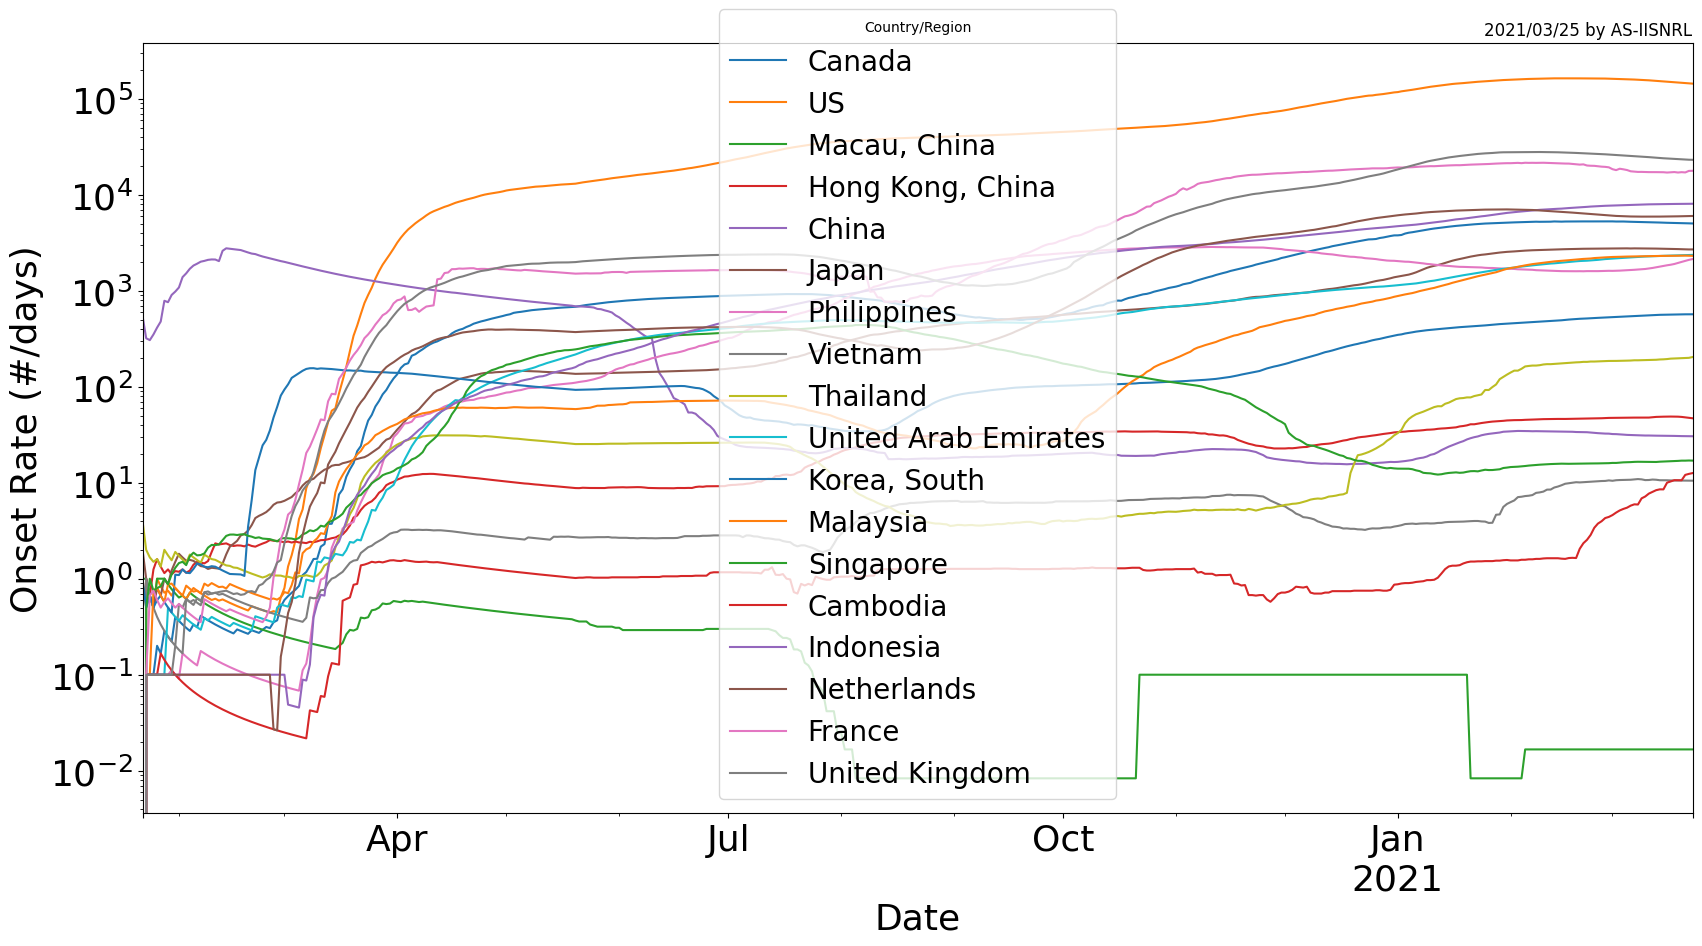 Country/Region
2021/03/25 by AS-IISNRL
Canada
US
Macau, China
Hong Kong, China
China
Japan
Philippines
Vietnam
Thailand
United Arab Emirates
Korea, South
Malaysia
Singapore
Cambodia
Indonesia
Netherlands
France
United Kingdom
Onset Rate (#/days)
10^5
10^4
10^3
10^2
10^1
10^0
10^−1
10^−2
Apr
Jul
Oct
Jan
2021
Date